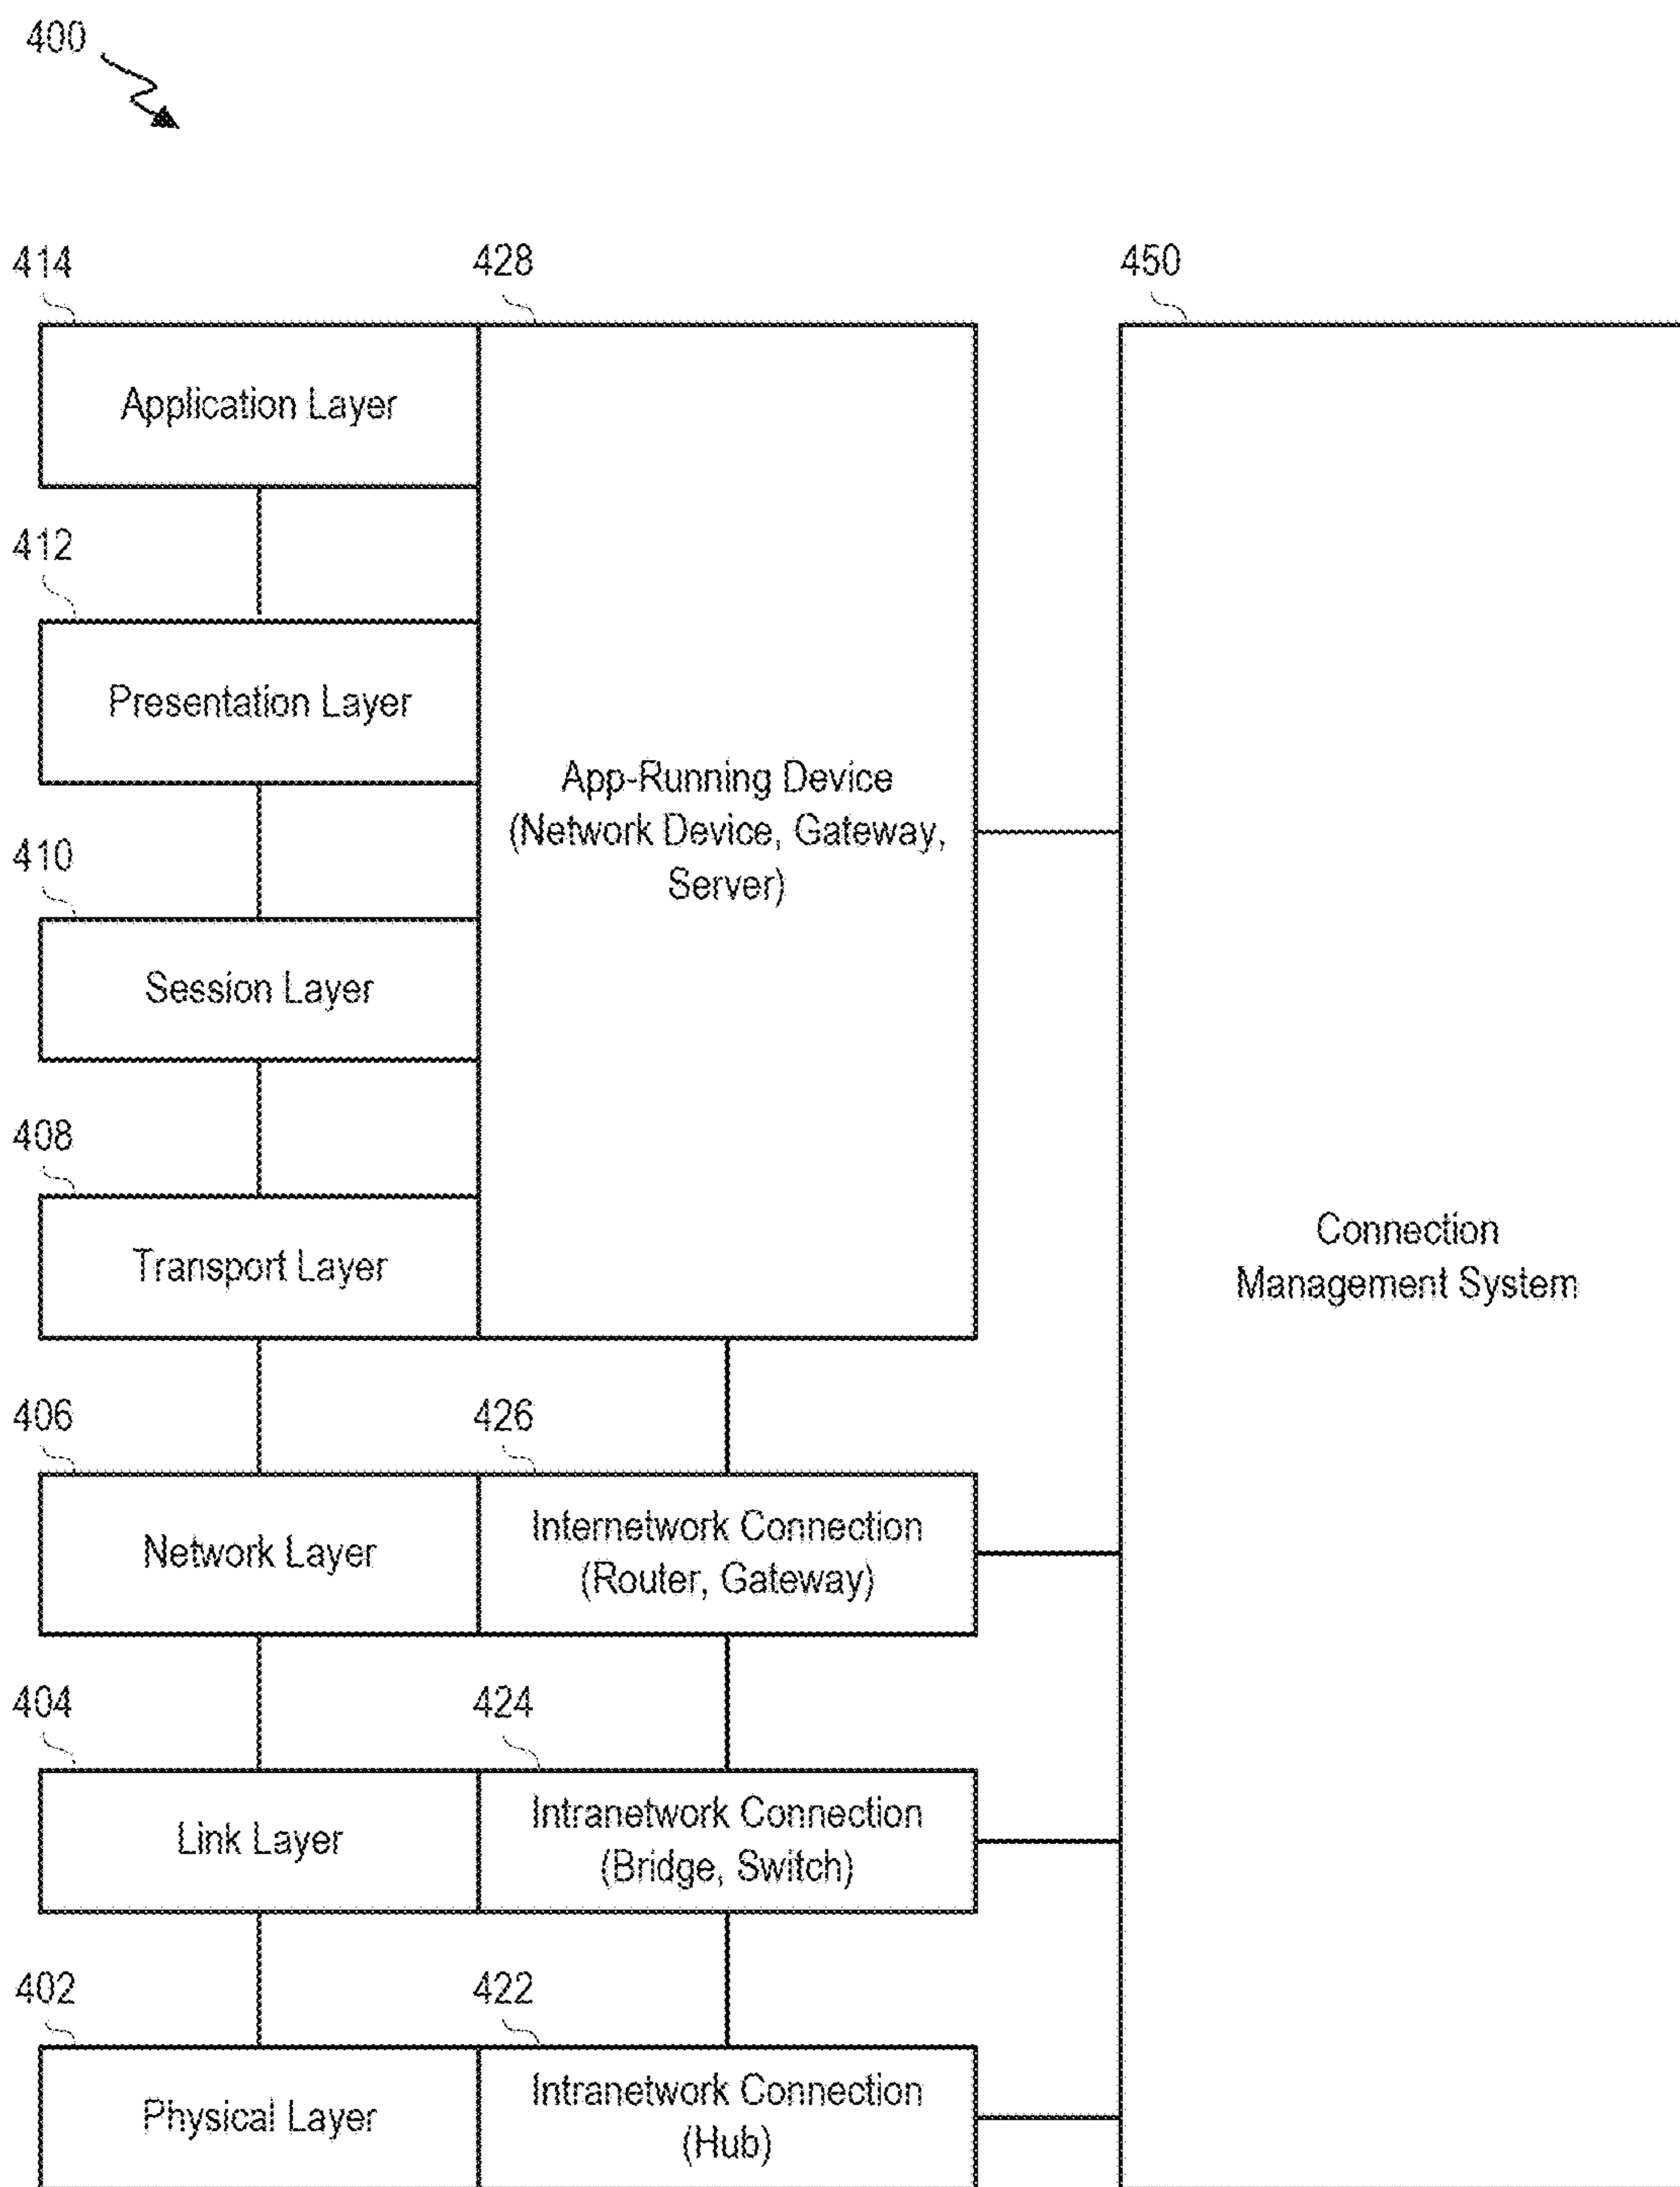 400
414
428
450
Application Layer
412
Presentation Layer
App-Running Device
(Network Device, Gateway,
Server)
410
Session Layer
408
Transport Layer
Connection
Management System
406
426
Network Layer
Internetwork Connection
(Router, Gateway)
404
424
Link Layer
Intranetwork Connection
(Bridge, Switch)
402
422
Physical Layer
Intranetwork Connection
(Hub)